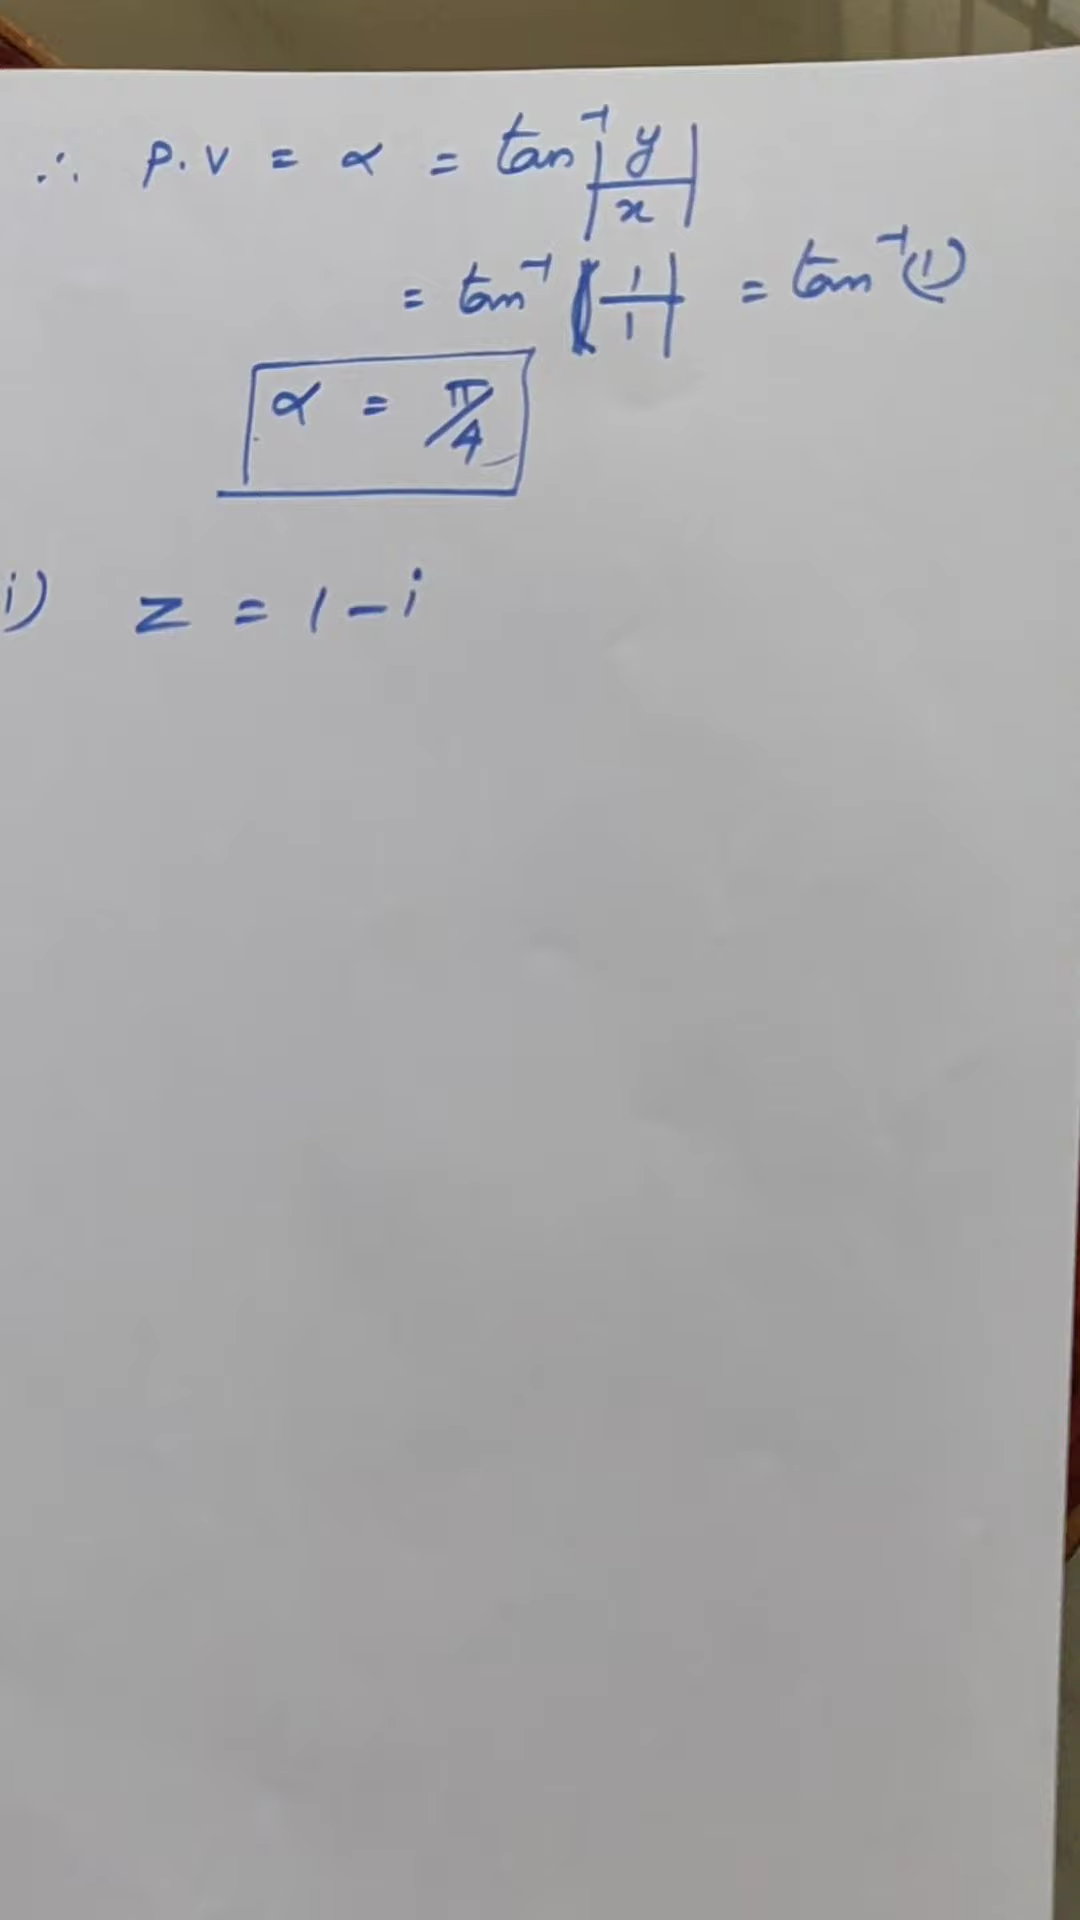 ∴ P.V = α = tan⁻¹ |y/x|
= tan⁻¹ |1/1| = tan⁻¹(1)
α = π/4
i) z = 1 - i